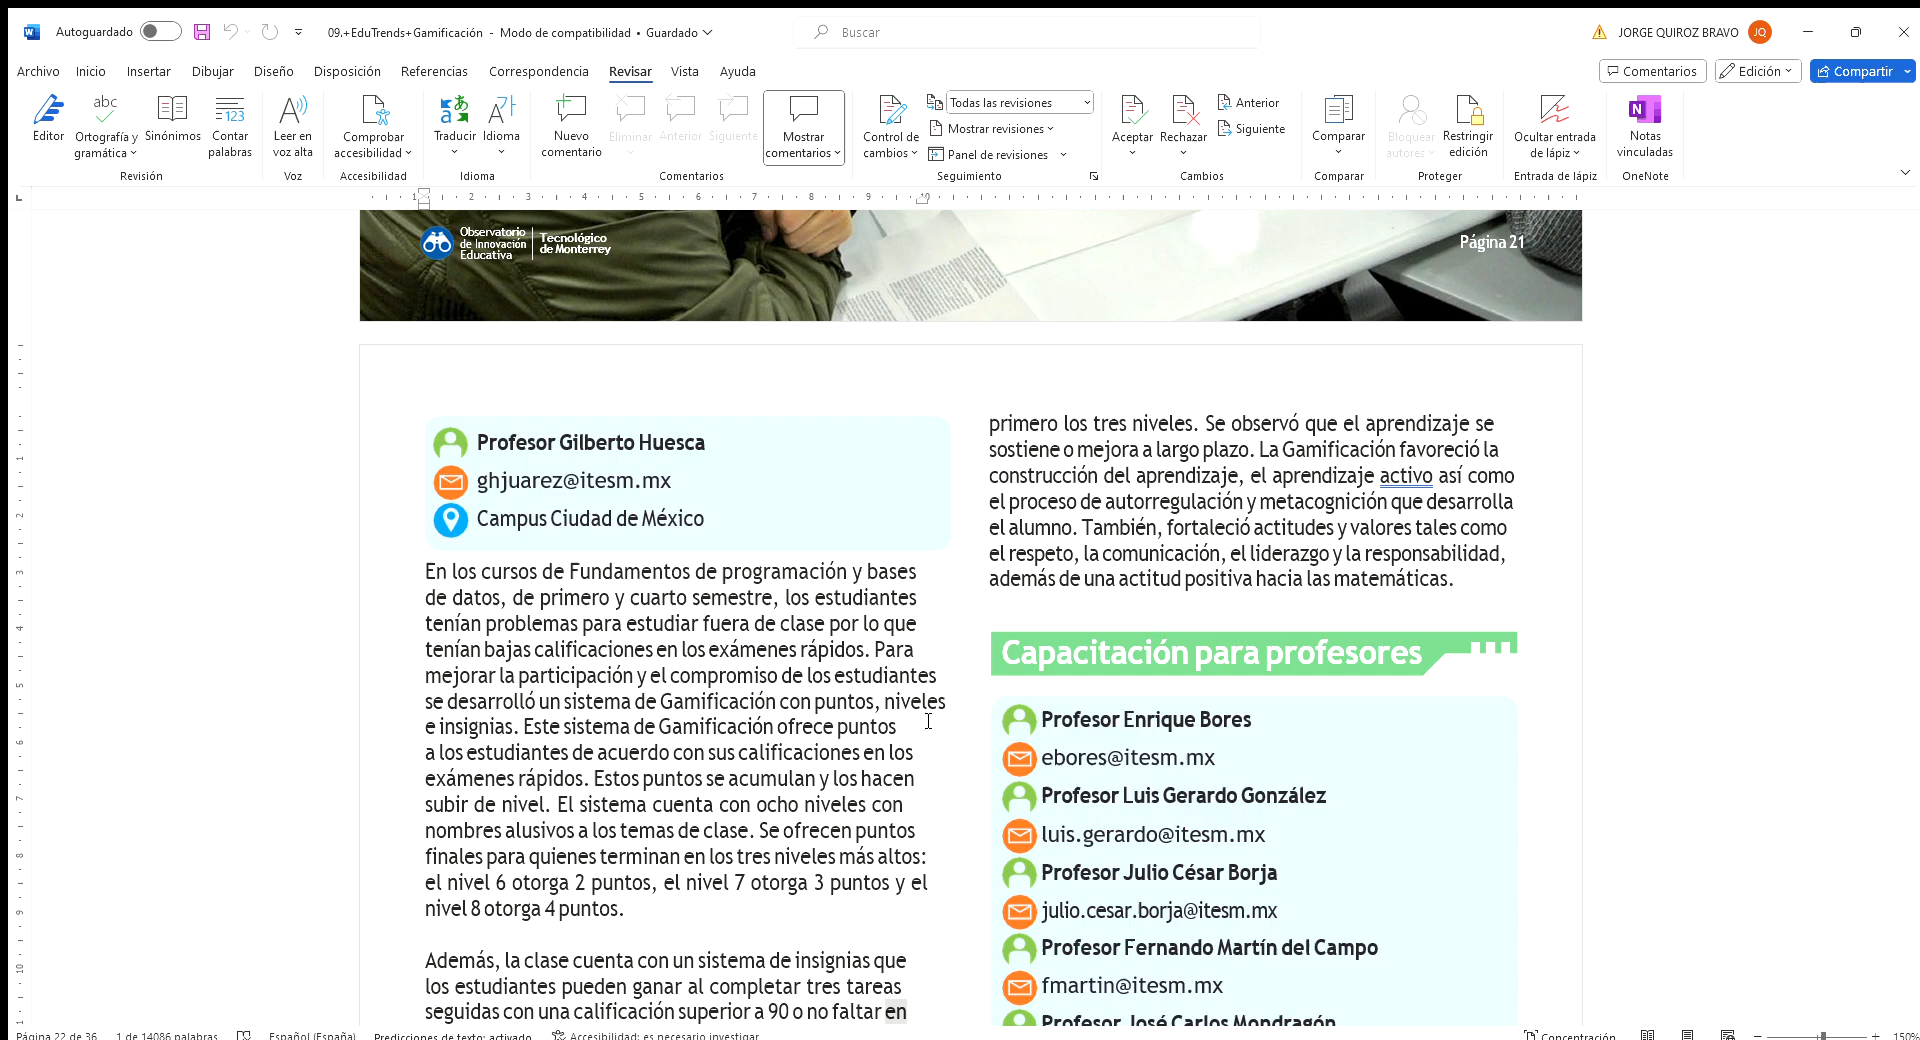 Autoguardado
09.+EduTrends+Gamificación - Modo de compatibilidad • Guardado
Buscar
JORGE QUIROZ BRAVO
JQ
Archivo Inicio Insertar Dibujar Diseño Disposición Referencias Correspondencia Revisar Vista Ayuda
Comentarios Edición Compartir
Editor
abc
Ortografía y gramática
Sinónimos
123
Contar palabras
Revisión
Leer en voz alta
Voz
Comprobar accesibilidad
Accesibilidad
Traducir
Idioma
Idioma
Nuevo comentario
Eliminar
Anterior
Siguiente
Mostrar comentarios
Comentarios
Control de cambios
Todas las revisiones
Mostrar revisiones
Panel de revisiones
Seguimiento
Aceptar
Rechazar
Anterior
Siguiente
Cambios
Comparar
Comparar
Bloquear autores
Restringir edición
Proteger
Ocultar entrada de lápiz
Entrada de lápiz
Notas vinculadas
OneNote
1 2 3 4 5 6 7 8 9 10
Observatorio
de Innovación
Educativa
Tecnológico
de Monterrey
Página 21
Profesor Gilberto Huesca
ghjuarez@itesm.mx
Campus Ciudad de México
En los cursos de Fundamentos de programación y bases
de datos, de primero y cuarto semestre, los estudiantes
tenían problemas para estudiar fuera de clase por lo que
tenían bajas calificaciones en los exámenes rápidos. Para
mejorar la participación y el compromiso de los estudiantes
se desarrolló un sistema de Gamificación con puntos, niveles
e insignias. Este sistema de Gamificación ofrece puntos
a los estudiantes de acuerdo con sus calificaciones en los
exámenes rápidos. Estos puntos se acumulan y los hacen
subir de nivel. El sistema cuenta con ocho niveles con
nombres alusivos a los temas de clase. Se ofrecen puntos
finales para quienes terminan en los tres niveles más altos:
el nivel 6 otorga 2 puntos, el nivel 7 otorga 3 puntos y el
nivel 8 otorga 4 puntos.
Además, la clase cuenta con un sistema de insignias que
los estudiantes pueden ganar al completar tres tareas
seguidas con una calificación superior a 90 o no faltar en
primero los tres niveles. Se observó que el aprendizaje se
sostiene o mejora a largo plazo. La Gamificación favoreció la
construcción del aprendizaje, el aprendizaje activo así como
el proceso de autorregulación y metacognición que desarrolla
el alumno. También, fortaleció actitudes y valores tales como
el respeto, la comunicación, el liderazgo y la responsabilidad,
además de una actitud positiva hacia las matemáticas.
Capacitación para profesores
Profesor Enrique Bores
ebores@itesm.mx
Profesor Luis Gerardo González
luis.gerardo@itesm.mx
Profesor Julio César Borja
julio.cesar.borja@itesm.mx
Profesor Fernando Martín del Campo
fmartin@itesm.mx
Profesor José Carlos Mondragón
Página 22 de 36 1 de 14086 palabras Español (España) Predicciones de texto: activado Accesibilidad: es necesario investigar
Concentración
150%